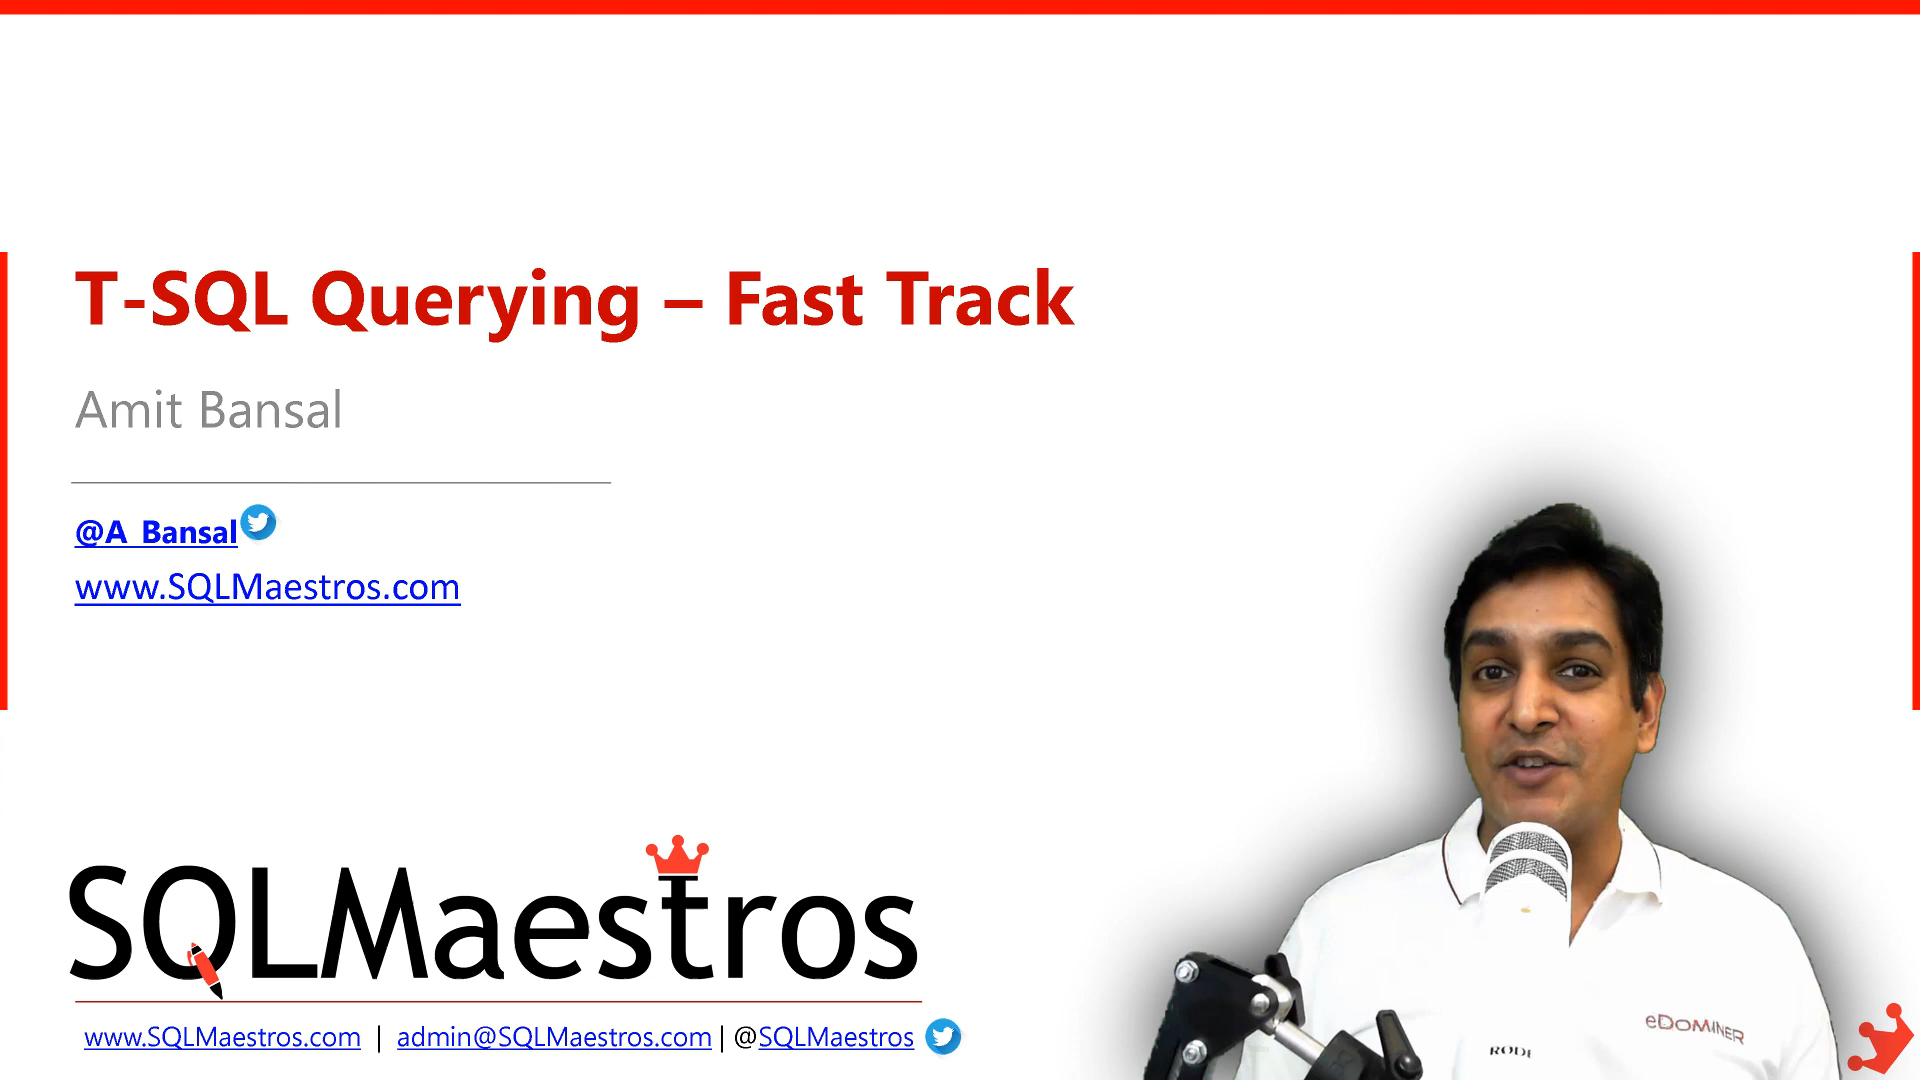 T-SQL Querying – Fast Track
Amit Bansal
@A_Bansal
www.SQLMaestros.com
SQLMaestros
www.SQLMaestros.com | admin@SQLMaestros.com | @SQLMaestros
eDOMINER
RODE